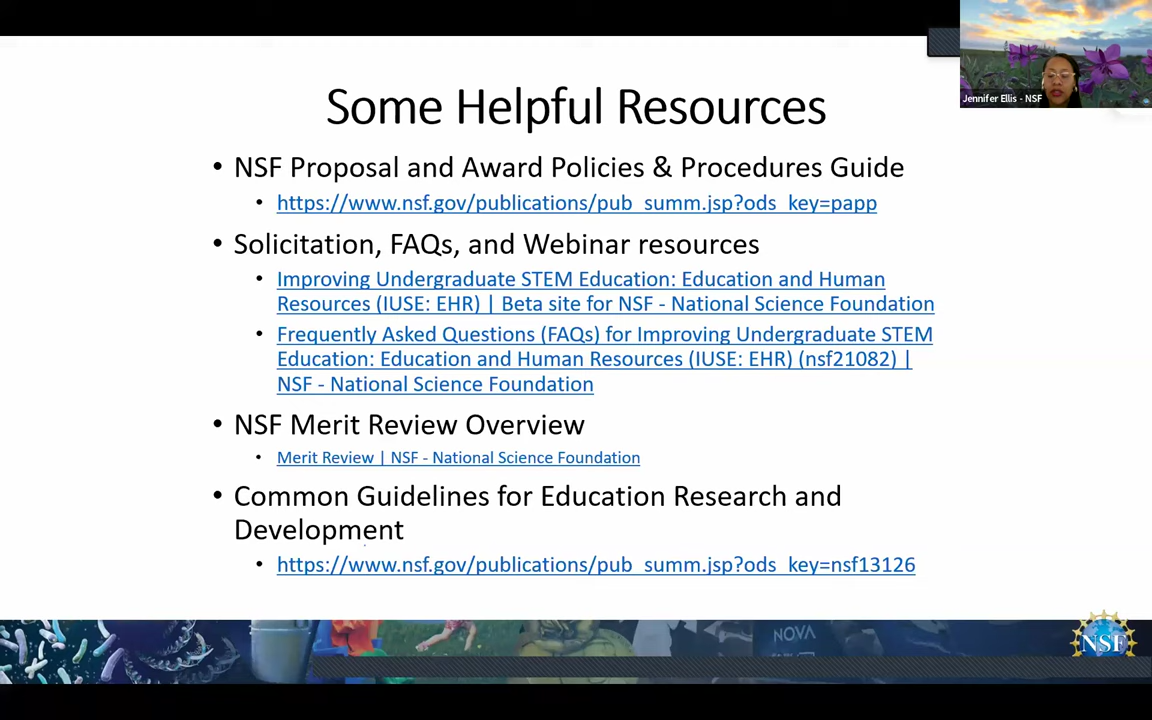 Jennifer Ellis - NSF
Some Helpful Resources
• NSF Proposal and Award Policies & Procedures Guide
• https://www.nsf.gov/publications/pub_summ.jsp?ods_key=papp
• Solicitation, FAQs, and Webinar resources
• Improving Undergraduate STEM Education: Education and Human
Resources (IUSE: EHR) | Beta site for NSF - National Science Foundation
• Frequently Asked Questions (FAQs) for Improving Undergraduate STEM
Education: Education and Human Resources (IUSE: EHR) (nsf21082) |
NSF - National Science Foundation
• NSF Merit Review Overview
• Merit Review | NSF - National Science Foundation
• Common Guidelines for Education Research and
Development
• https://www.nsf.gov/publications/pub_summ.jsp?ods_key=nsf13126
NOVA
NSF